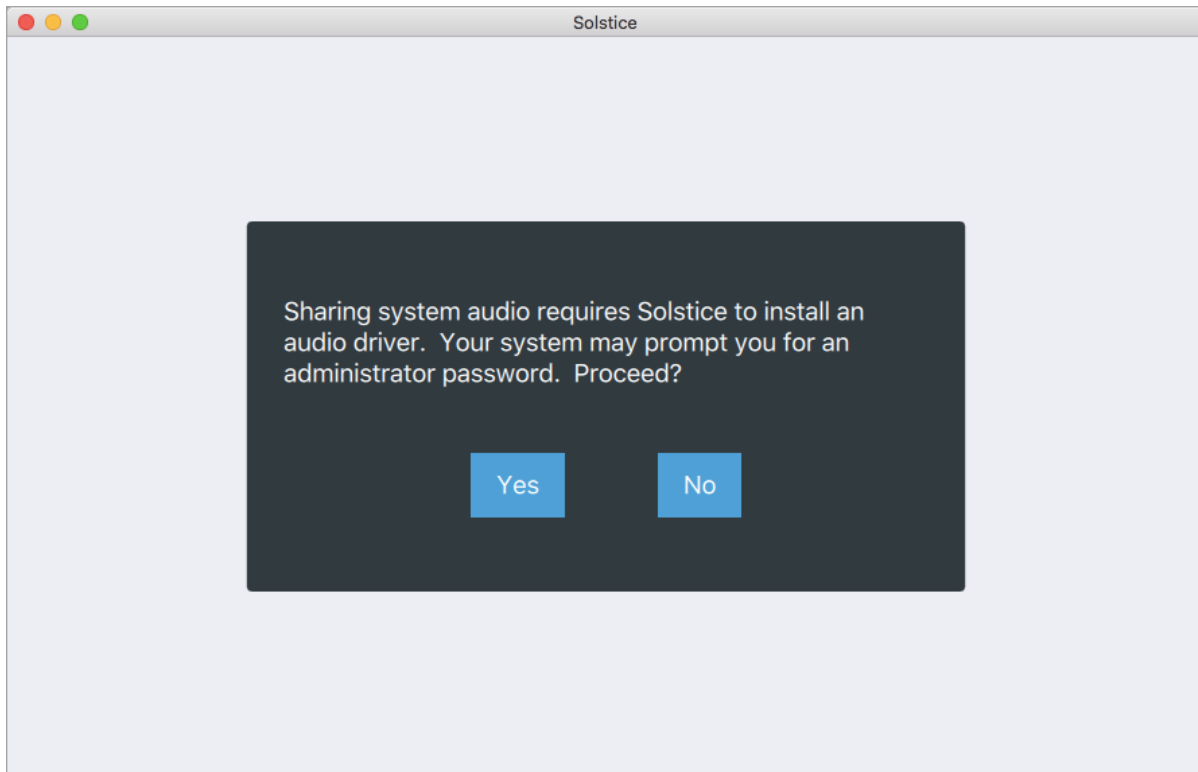 Solstice
Sharing system audio requires Solstice to install an
audio driver.  Your system may prompt you for an
administrator password.  Proceed?
Yes
No